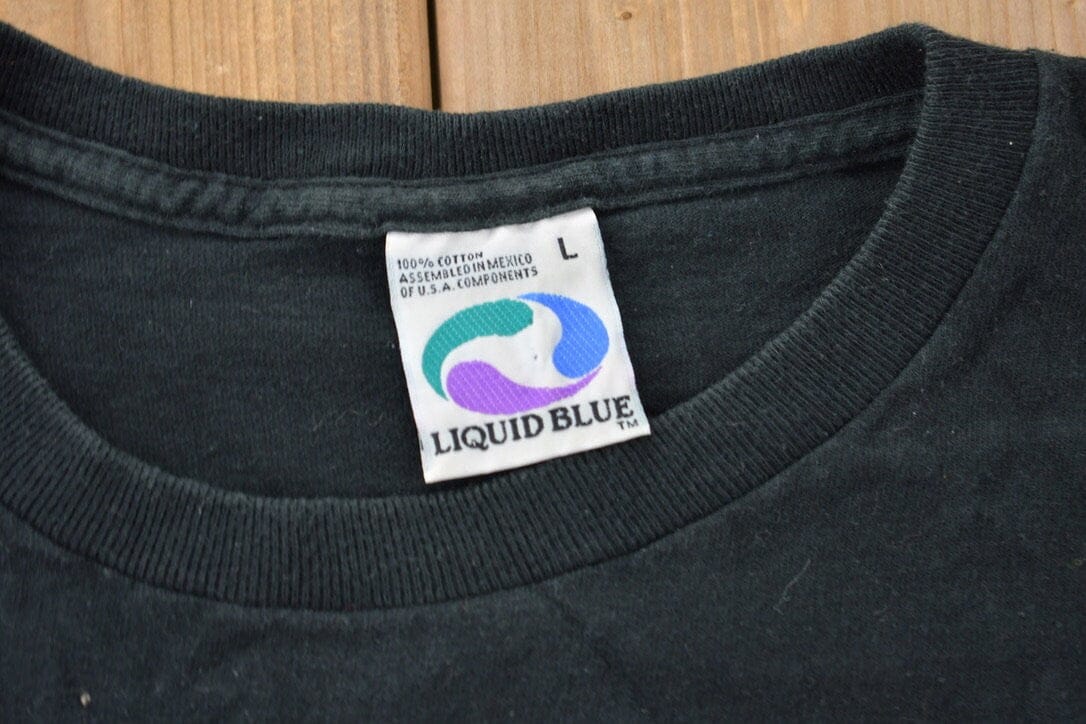 100% COTTON
ASSEMBLED IN MEXICO
OF U.S.A. COMPONENTS
L
LIQUID BLUE
TM